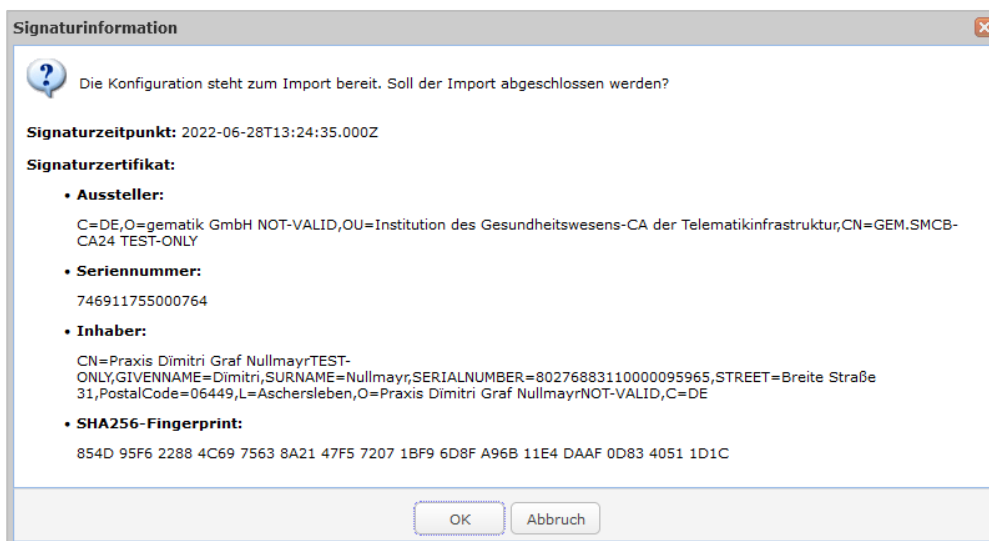 Signaturinformation
Die Konfiguration steht zum Import bereit. Soll der Import abgeschlossen werden?
Signaturzeitpunkt: 2022-06-28T13:24:35.000Z
Signaturzertifikat:
• Aussteller:
C=DE,O=gematik GmbH NOT-VALID,OU=Institution des Gesundheitswesens-CA der Telematikinfrastruktur,CN=GEM.SMCB-
CA24 TEST-ONLY
• Seriennummer:
746911755000764
• Inhaber:
CN=Praxis Dïmitri Graf NullmayrTEST-
ONLY,GIVENNAME=Dïmitri,SURNAME=Nullmayr,SERIALNUMBER=80276883110000095965,STREET=Breite Straße
31,PostalCode=06449,L=Aschersleben,O=Praxis Dïmitri Graf NullmayrNOT-VALID,C=DE
• SHA256-Fingerprint:
854D 95F6 2288 4C69 7563 8A21 47F5 7207 1BF9 6D8F A96B 11E4 DAAF 0D83 4051 1D1C
OK Abbruch